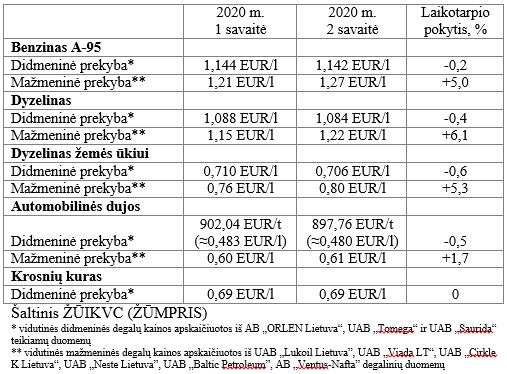 2020 m. 1 savaitė	2020 m. 2 savaitė	Laikotarpio pokytis, %
Benzinas A-95
Didmeninė prekyba*	1,144 EUR/l	1,142 EUR/l	-0,2
Mažmeninė prekyba**	1,21 EUR/l	1,27 EUR/l	+5,0
Dyzelinas
Didmeninė prekyba*	1,088 EUR/l	1,084 EUR/l	-0,4
Mažmeninė prekyba**	1,15 EUR/l	1,22 EUR/l	+6,1
Dyzelinas žemės ūkiui
Didmeninė prekyba*	0,710 EUR/l	0,706 EUR/l	-0,6
Mažmeninė prekyba**	0,76 EUR/l	0,80 EUR/l	+5,3
Automobilinės dujos
Didmeninė prekyba*	902,04 EUR/t (≈0,483 EUR/l)	897,76 EUR/t (≈0,480 EUR/l)	-0,5
Mažmeninė prekyba**	0,60 EUR/l	0,61 EUR/l	+1,7
Krosnių kuras
Didmeninė prekyba*	0,69 EUR/l	0,69 EUR/l	0
Šaltinis ŽŪIKVC (ŽŪMPRIS)
* vidutinės didmeninės degalų kainos apskaičiuotos iš AB „ORLEN Lietuva“, UAB „Tomega“ ir UAB „Saurida“
teikiamų duomenų
** vidutinės mažmeninės degalų kainos apskaičiuotos iš UAB „Lukoil Lietuva”, UAB „Viada LT“, UAB „Cirkle
K Lietuva“, UAB „Neste Lietuva”, UAB „Baltic Petroleum”, AB „Ventus-Nafta” degalinių duomenų